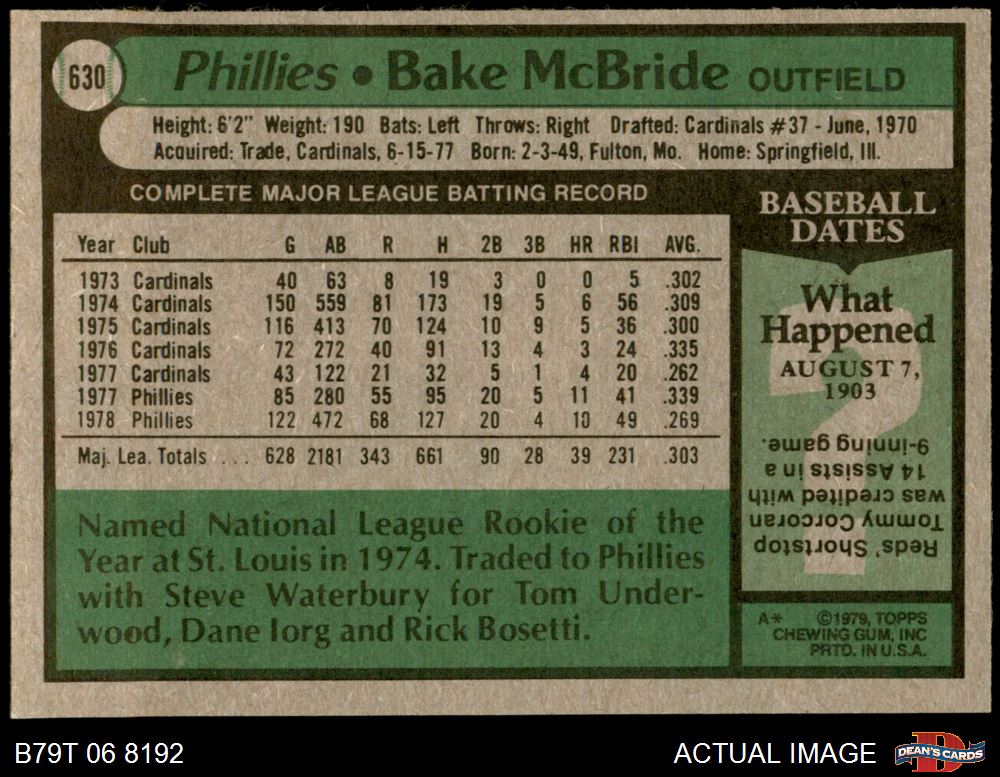 630
Phillies • Bake McBride OUTFIELD
Height: 6'2" Weight: 190 Bats: Left Throws: Right Drafted: Cardinals #37 - June, 1970
Acquired: Trade, Cardinals, 6-15-77 Born: 2-3-49, Fulton, Mo. Home: Springfield, Ill.
COMPLETE MAJOR LEAGUE BATTING RECORD
Year Club G AB R H 2B 3B HR RBI AVG.
1973 Cardinals 40 63 8 19 3 0 0 5 .302
1974 Cardinals 150 559 81 173 19 5 6 56 .309
1975 Cardinals 116 413 70 124 10 9 5 36 .300
1976 Cardinals 72 272 40 91 13 4 3 24 .335
1977 Cardinals 43 122 21 32 5 1 4 20 .262
1977 Phillies 85 280 55 95 20 5 11 41 .339
1978 Phillies 122 472 68 127 20 4 10 49 .269
Maj. Lea. Totals ... 628 2181 343 661 90 28 39 231 .303
Named National League Rookie of the
Year at St. Louis in 1974. Traded to Phillies
with Steve Waterbury for Tom Under-
wood, Dane Iorg and Rick Bosetti.
BASEBALL
DATES
What
Happened
AUGUST 7,
1903
Reds' Shortstop
Tommy Corcoran
was credited with
14 Assists in a
9-inning game.
A* ©1979, TOPPS
CHEWING GUM, INC
PRTD. IN U.S.A.
B79T 06 8192
ACTUAL IMAGE
DEAN'S CARDS